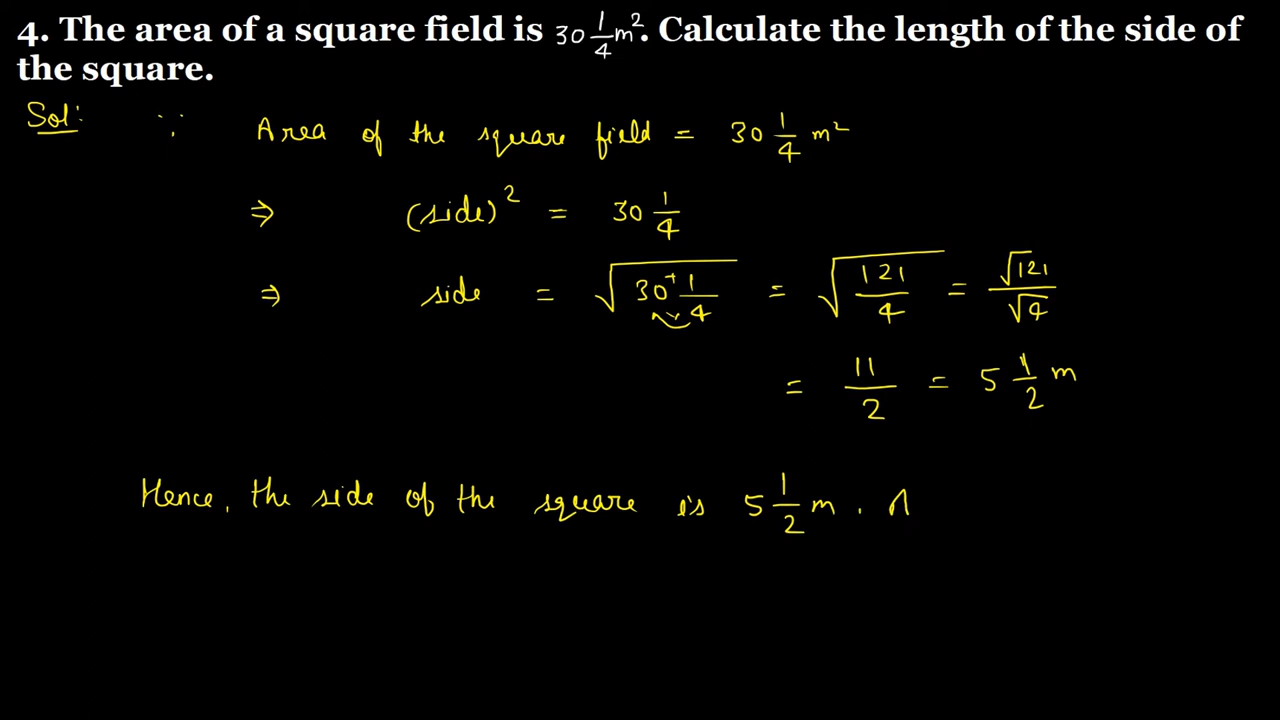 4. The area of a square field is 30 1/4 m². Calculate the length of the side of
the square.
Sol: ∵ Area of the square field = 30 1/4 m²
⇒ (side)² = 30 1/4
⇒ side = √(30 + 1/4) = √(121/4) = √121/√4
= 11/2 = 5 1/2 m
Hence, the side of the square is 5 1/2 m. A